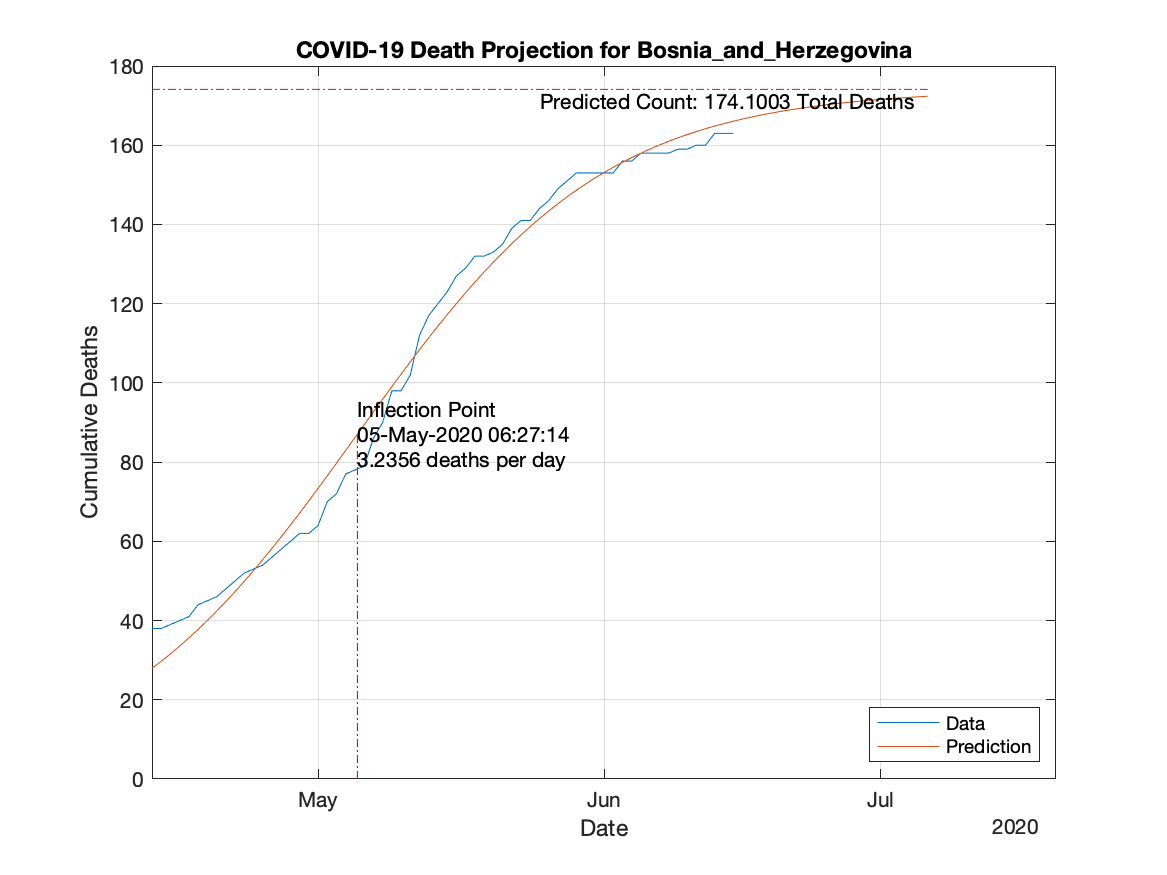 COVID-19 Death Projection for Bosnia_and_Herzegovina
180
160
140
120
100
80
60
40
20
0
Cumulative Deaths
Predicted Count: 174.1003 Total Deaths
Inflection Point
05-May-2020 06:27:14
3.2356 deaths per day
Data
Prediction
May
Jun
Jul
Date
2020